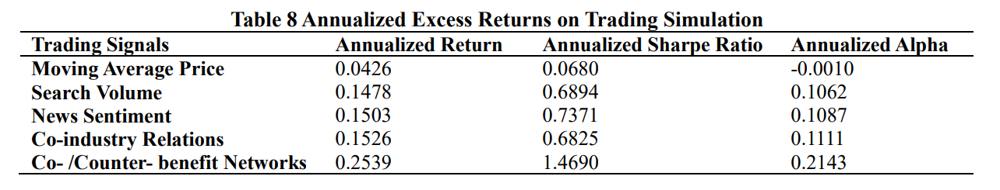 Table 8 Annualized Excess Returns on Trading Simulation
Trading Signals Annualized Return Annualized Sharpe Ratio Annualized Alpha
Moving Average Price 0.0426 0.0680 -0.0010
Search Volume 0.1478 0.6894 0.1062
News Sentiment 0.1503 0.7371 0.1087
Co-industry Relations 0.1526 0.6825 0.1111
Co- /Counter- benefit Networks 0.2539 1.4690 0.2143